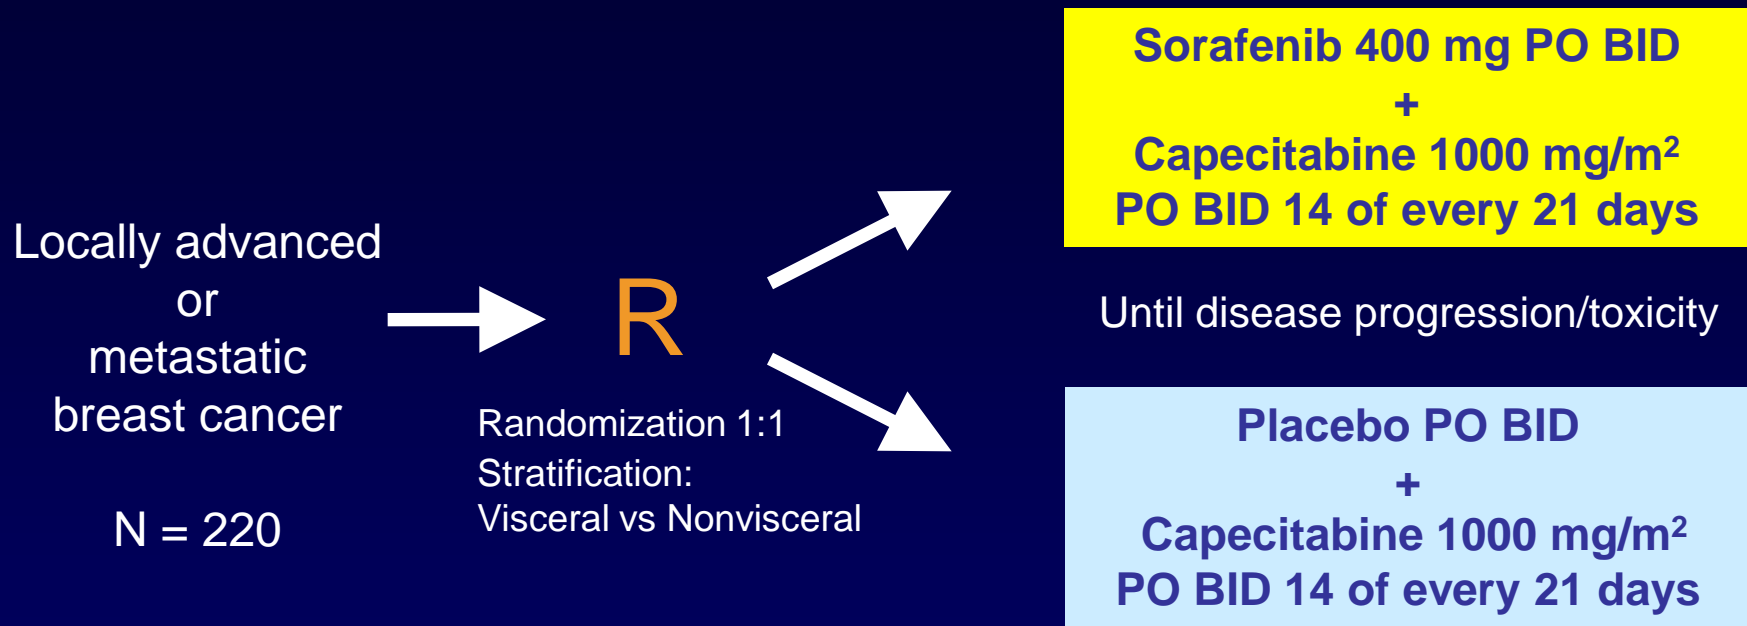 Locally advanced
or
metastatic
breast cancer
N = 220
R
Randomization 1:1
Stratification:
Visceral vs Nonvisceral
Sorafenib 400 mg PO BID
+
Capecitabine 1000 mg/m²
PO BID 14 of every 21 days
Until disease progression/toxicity
Placebo PO BID
+
Capecitabine 1000 mg/m²
PO BID 14 of every 21 days